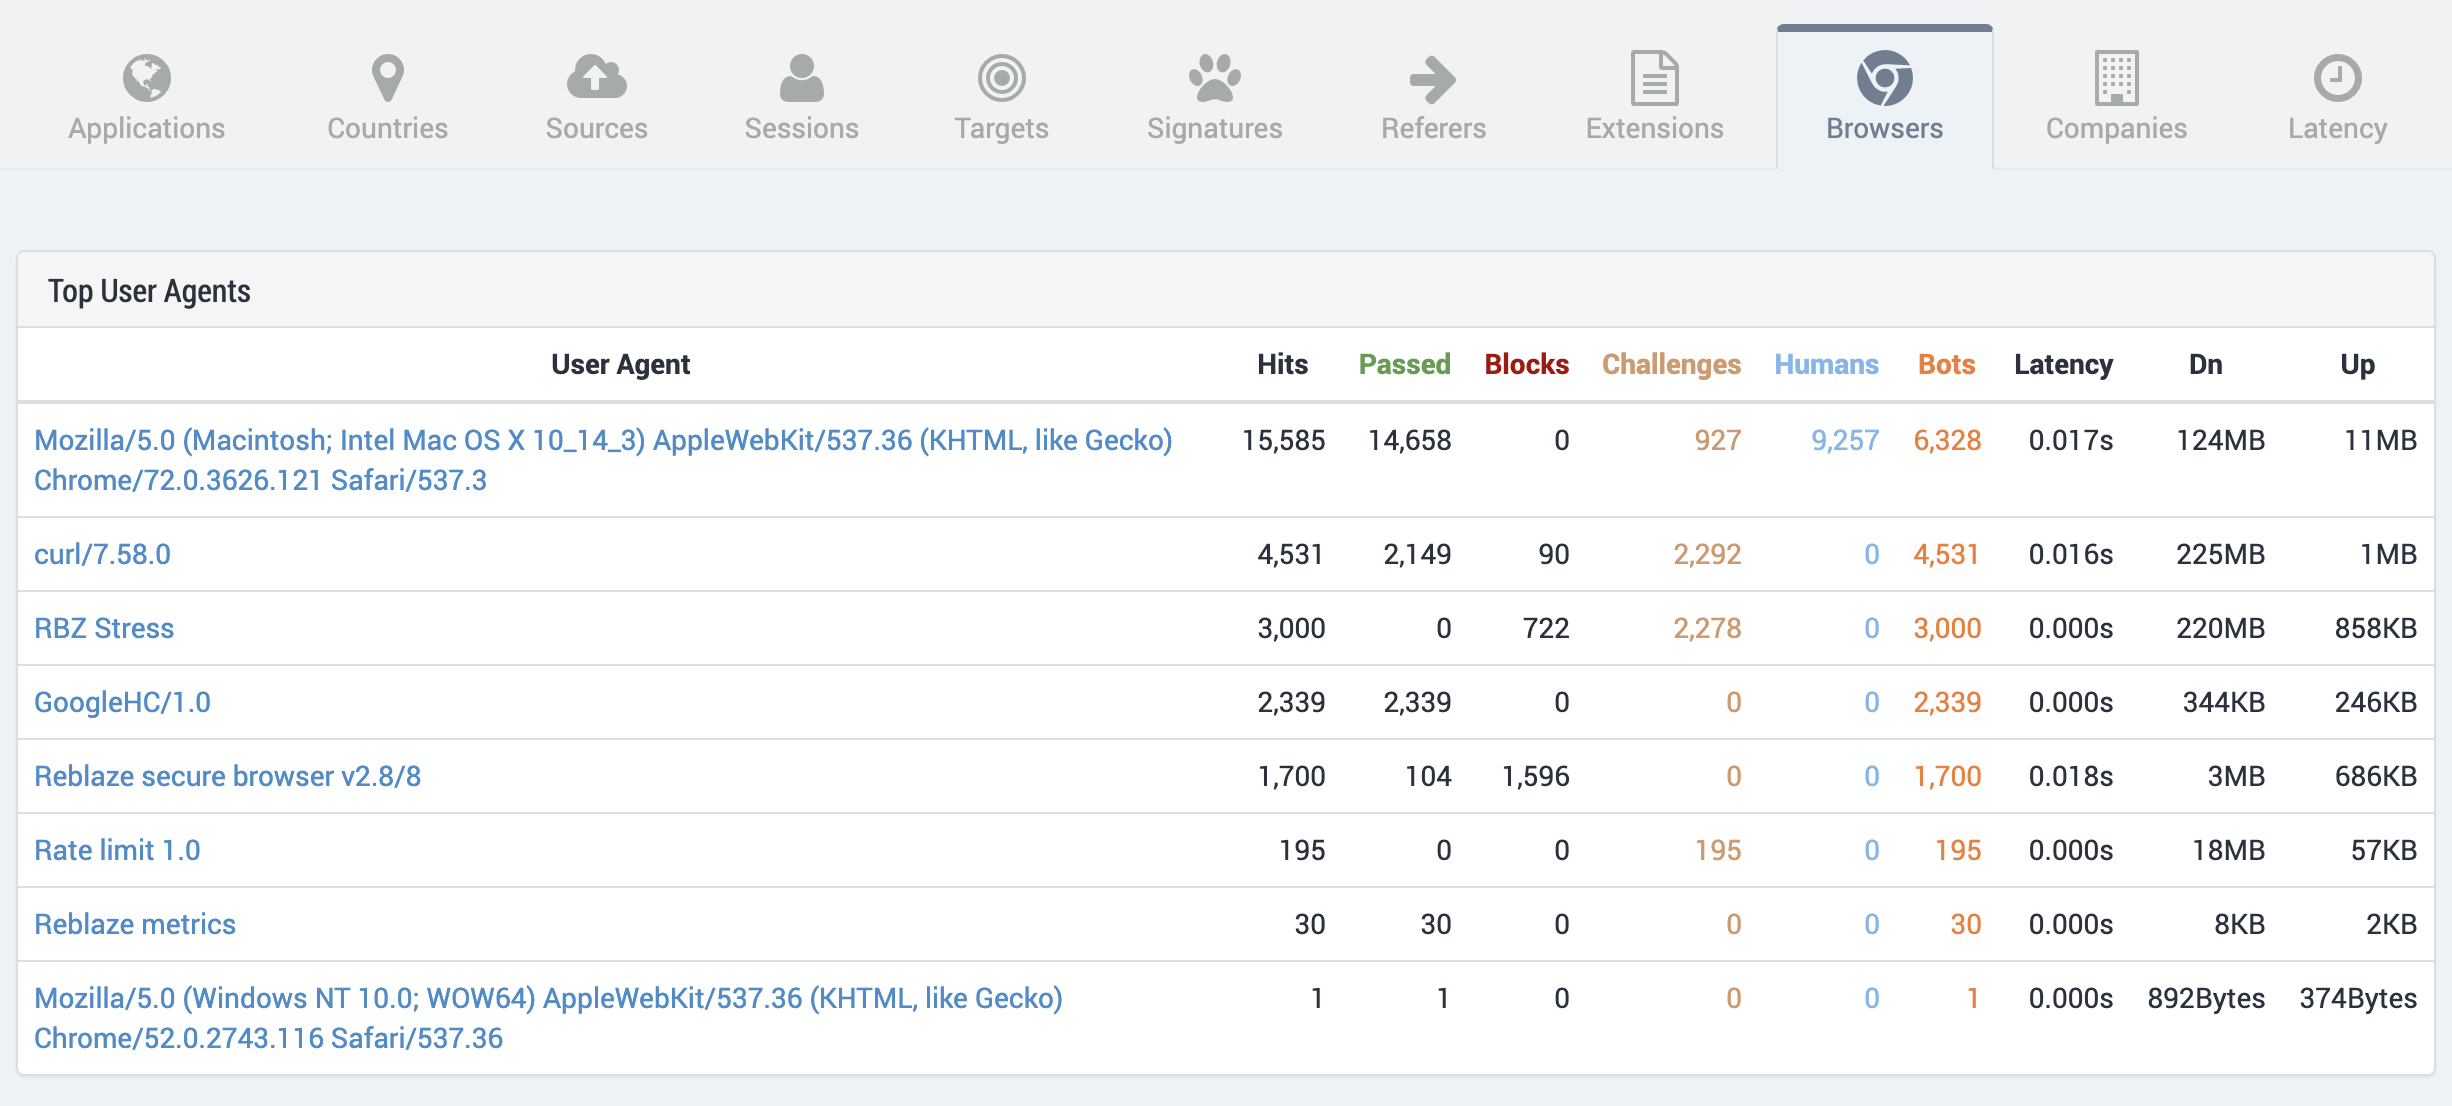 Applications Countries Sources Sessions Targets Signatures Referers Extensions Browsers Companies Latency
Top User Agents
User Agent Hits Passed Blocks Challenges Humans Bots Latency Dn Up
Mozilla/5.0 (Macintosh; Intel Mac OS X 10_14_3) AppleWebKit/537.36 (KHTML, like Gecko) 15,585 14,658 0 927 9,257 6,328 0.017s 124MB 11MB
Chrome/72.0.3626.121 Safari/537.3
curl/7.58.0 4,531 2,149 90 2,292 0 4,531 0.016s 225MB 1MB
RBZ Stress 3,000 0 722 2,278 0 3,000 0.000s 220MB 858KB
GoogleHC/1.0 2,339 2,339 0 0 0 2,339 0.000s 344KB 246KB
Reblaze secure browser v2.8/8 1,700 104 1,596 0 0 1,700 0.018s 3MB 686KB
Rate limit 1.0 195 0 0 195 0 195 0.000s 18MB 57KB
Reblaze metrics 30 30 0 0 0 30 0.000s 8KB 2KB
Mozilla/5.0 (Windows NT 10.0; WOW64) AppleWebKit/537.36 (KHTML, like Gecko) 1 1 0 0 0 1 0.000s 892Bytes 374Bytes
Chrome/52.0.2743.116 Safari/537.36